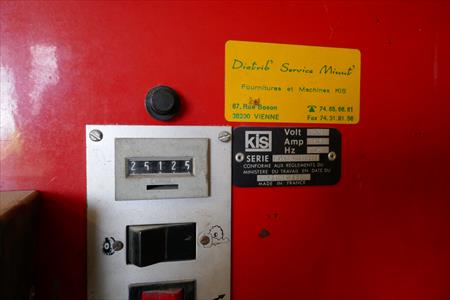 Distrib' Service Minut'
Fournitures et Machines KIS
67, Rue Boson
38200 VIENNE
☎ 74.85.66.61
Fax 74.31.81.56
25125
KIS
Volt
Amp
Hz
SERIE
CONFORME AUX REGLEMENTS DU
MINISTERE DU TRAVAIL EN DATE DU
MADE IN FRANCE